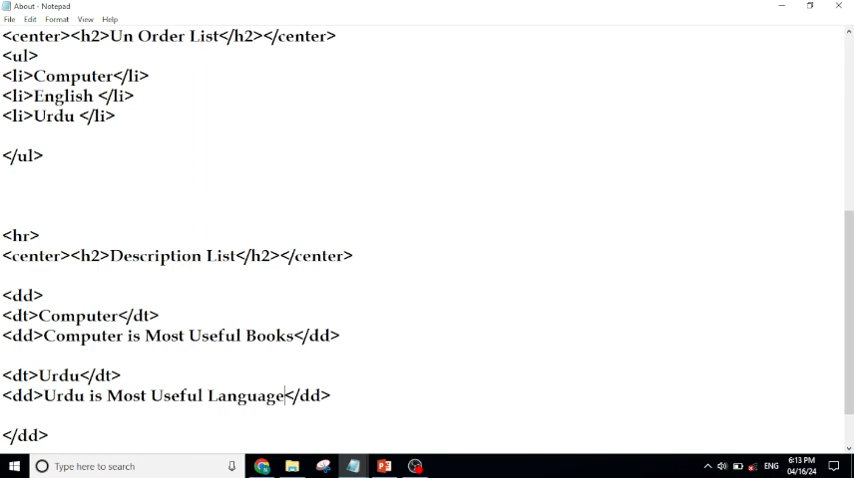 About - Notepad
File Edit Format View Help
<center><h2>Un Order List</h2></center>
<ul>
<li>Computer</li>
<li>English </li>
<li>Urdu </li>
</ul>
<hr>
<center><h2>Description List</h2></center>
<dd>
<dt>Computer</dt>
<dd>Computer is Most Useful Books</dd>
<dt>Urdu</dt>
<dd>Urdu is Most Useful Language</dd>
</dd>
Type here to search
ENG
6:13 PM
04/16/24